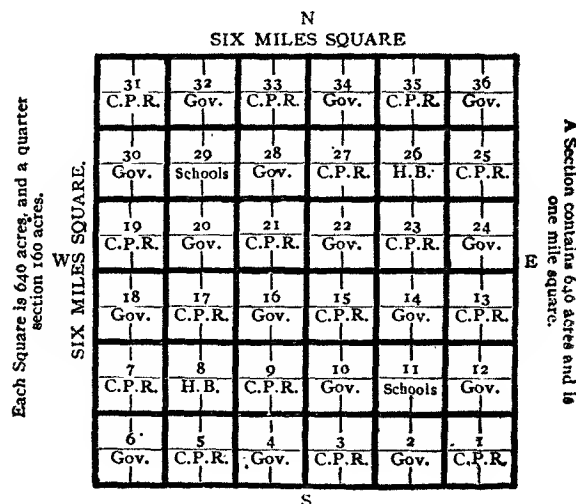 N
SIX MILES SQUARE
31 32 33 34 35 36
C.P.R. Gov. C.P.R. Gov. C.P.R. Gov.
30 29 28 27 26 25
Gov. Schools Gov. C.P.R. H.B. C.P.R.
19 20 21 22 23 24
C.P.R. Gov. C.P.R. Gov. C.P.R. Gov.
W
E
18 17 16 15 14 13
Gov. C.P.R. Gov. C.P.R. Gov. C.P.R.
7 8 9 10 11 12
C.P.R. H.B. C.P.R. Gov. Schools Gov.
6 5 4 3 2 1
Gov. C.P.R. Gov. C.P.R. Gov. C.P.R.
S
Each Square is 640 acres, and a quarter
section 160 acres.
SIX MILES SQUARE.
A Section contains 640 acres and is
one mile square.